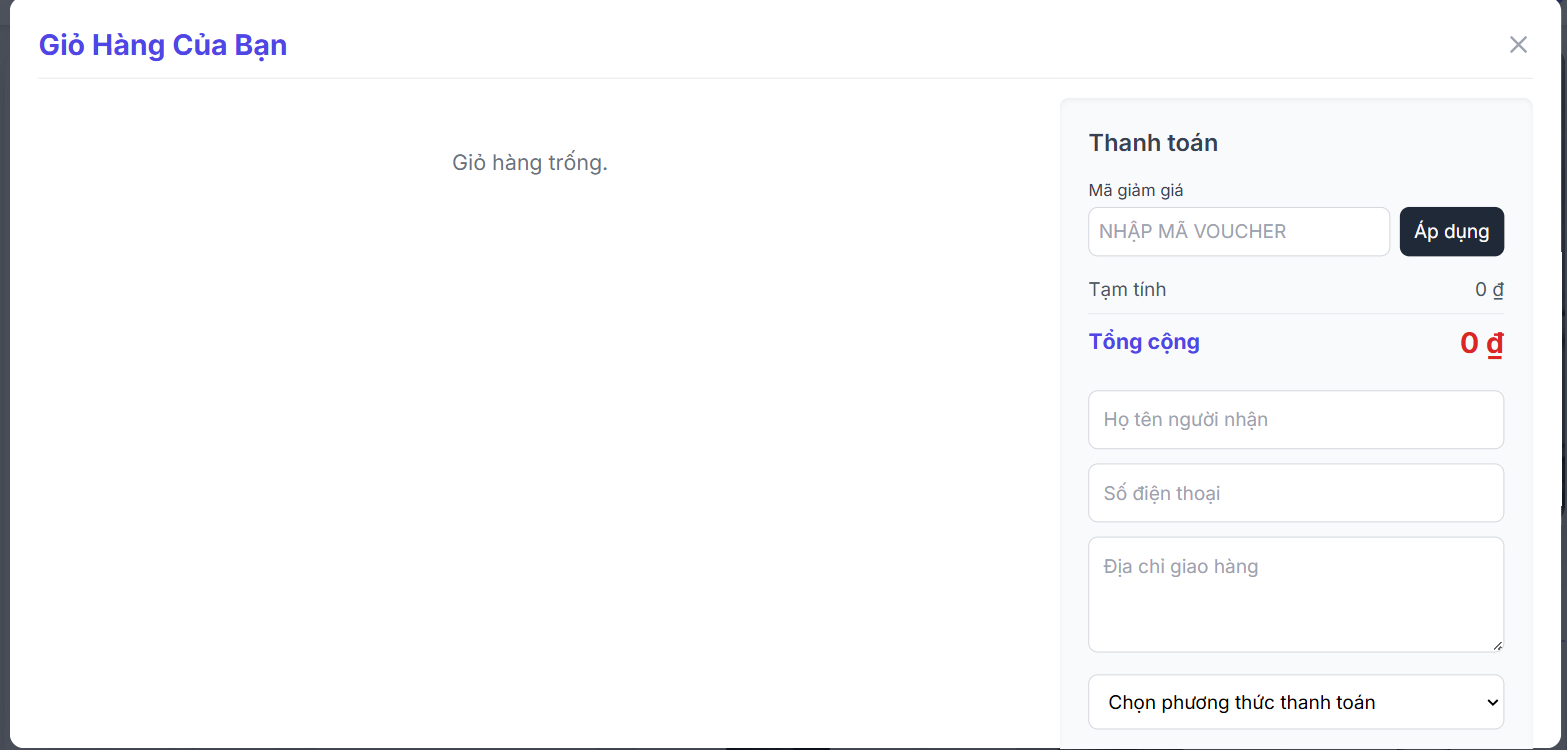 Giỏ Hàng Của Bạn
Giỏ hàng trống.
Thanh toán
Mã giảm giá
NHẬP MÃ VOUCHER
Áp dụng
Tạm tính
0 ₫
Tổng cộng
0 ₫
Họ tên người nhận
Số điện thoại
Địa chỉ giao hàng
Chọn phương thức thanh toán